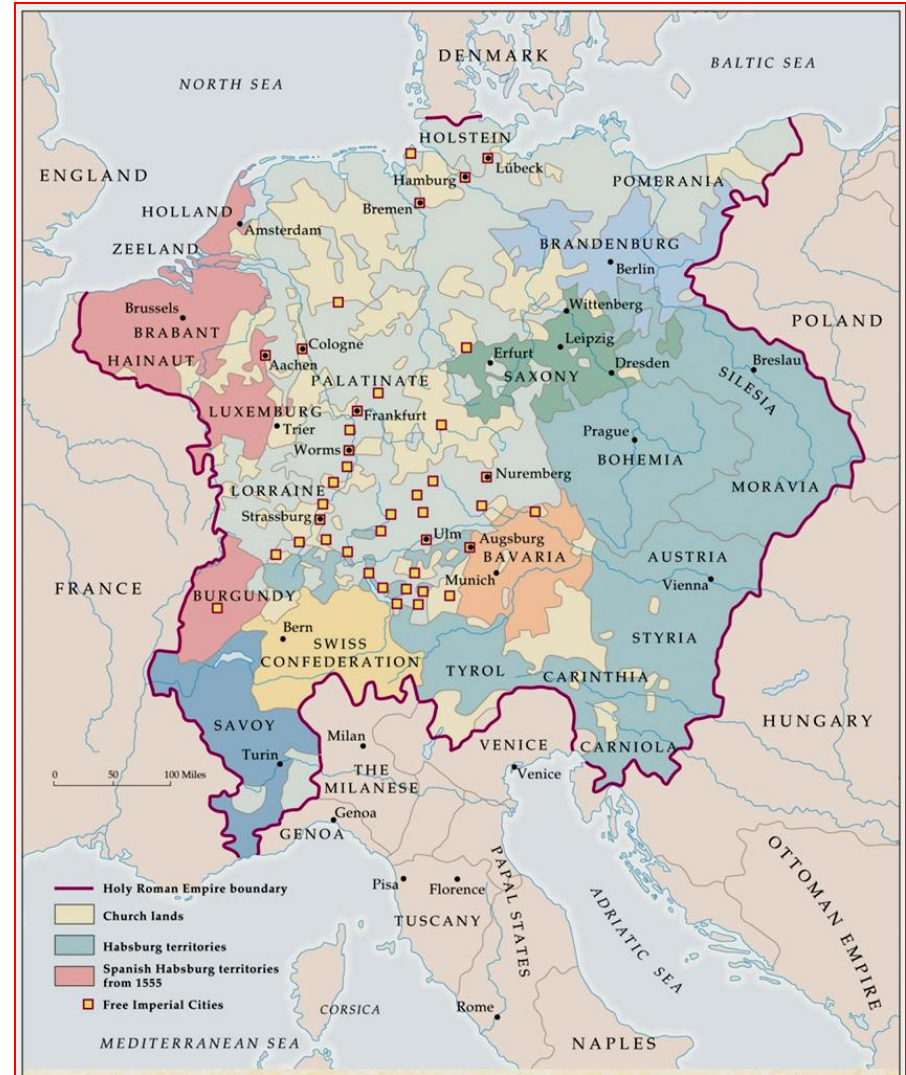 DENMARK
BALTIC SEA
NORTH SEA
HOLSTEIN
Lübeck
ENGLAND
Hamburg
POMERANIA
Bremen
HOLLAND
Amsterdam
ZEELAND
BRANDENBURG
Berlin
Brussels
BRABANT
Wittenberg
POLAND
HAINAUT
Cologne
Aachen
Erfurt
Leipzig
SAXONY
Dresden
Breslau
SILESIA
PALATINATE
LUXEMBURG
Frankfurt
Trier
Prague
BOHEMIA
Worms
Nuremberg
MORAVIA
LORRAINE
Strassburg
Ulm
Augsburg
BAVARIA
AUSTRIA
FRANCE
Munich
Vienna
BURGUNDY
Bern
SWISS
CONFEDERATION
STYRIA
TYROL
CARINTHIA
HUNGARY
SAVOY
Milan
VENICE
CARNIOLA
Turin
THE
MILANESE
Venice
0 50 100 Miles
Genoa
GENOA
PAPAL STATES
OTTOMAN EMPIRE
Pisa
Florence
ADRIATIC SEA
TUSCANY
Holy Roman Empire boundary
Church lands
Habsburg territories
Spanish Habsburg territories
from 1555
Free Imperial Cities
CORSICA
Rome
MEDITERRANEAN SEA
NAPLES